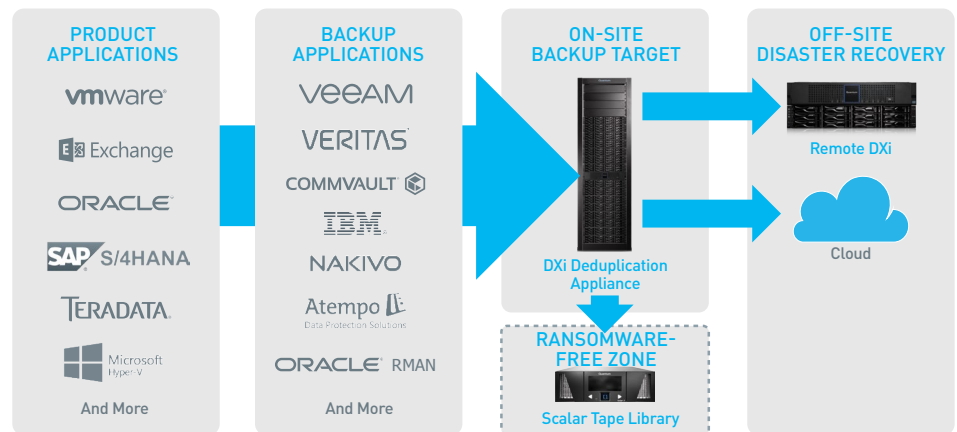 PRODUCT
APPLICATIONS
vmware®
Exchange
ORACLE
SAP S/4HANA
TERADATA.
Microsoft
Hyper-V
And More
BACKUP
APPLICATIONS
veeAM
VERITAS
COMMVAULT
IBM
NAKIVO
Atempo
Data Protection Solutions
ORACLE® RMAN
And More
ON-SITE
BACKUP TARGET
DXi Deduplication
Appliance
RANSOMWARE-
FREE ZONE
Scalar Tape Library
OFF-SITE
DISASTER RECOVERY
Remote DXi
Cloud